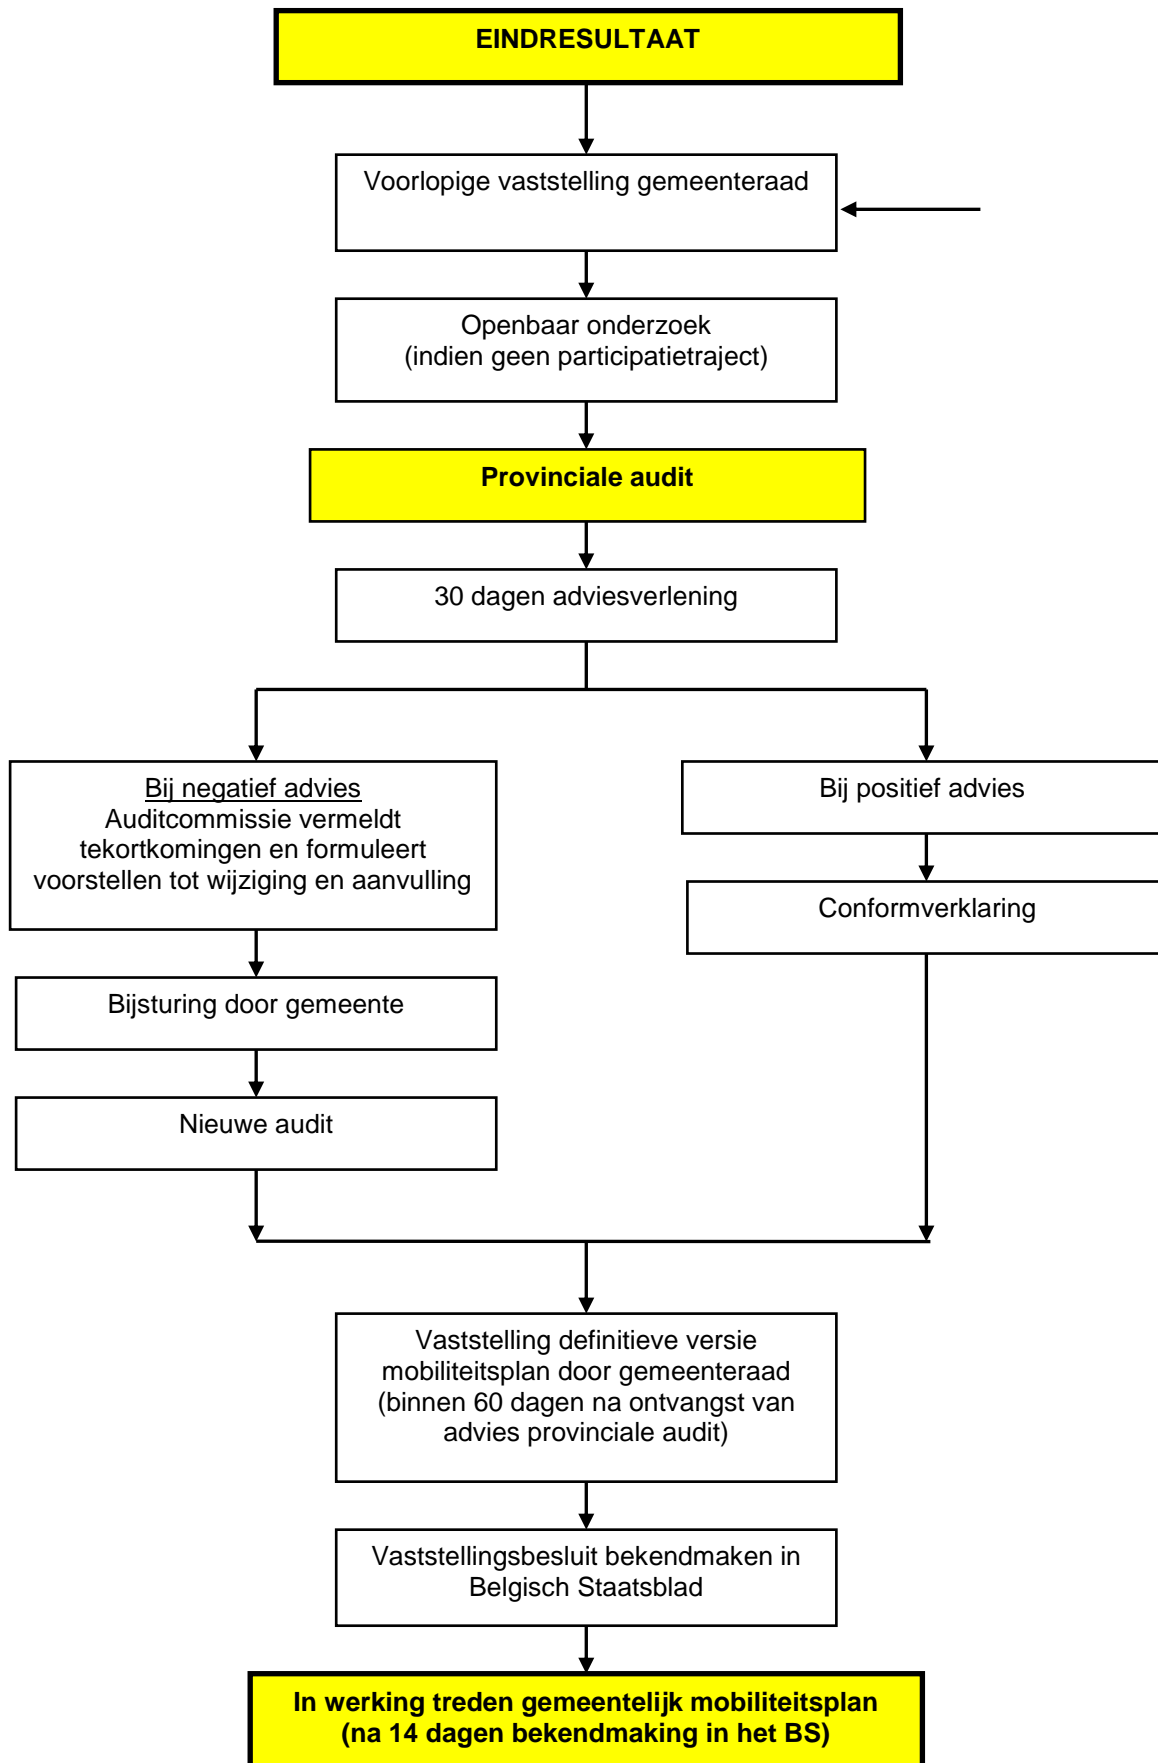 EINDRESULTAAT
Voorlopige vaststelling gemeenteraad
Openbaar onderzoek
(indien geen participatietraject)
Provinciale audit
30 dagen adviesverlening
Bij negatief advies
Auditcommissie vermeldt
tekortkomingen en formuleert
voorstellen tot wijziging en aanvulling
Bij positief advies
Conformverklaring
Bijsturing door gemeente
Nieuwe audit
Vaststelling definitieve versie
mobiliteitsplan door gemeenteraad
(binnen 60 dagen na ontvangst van
advies provinciale audit)
Vaststellingsbesluit bekendmaken in
Belgisch Staatsblad
In werking treden gemeentelijk mobiliteitsplan
(na 14 dagen bekendmaking in het BS)